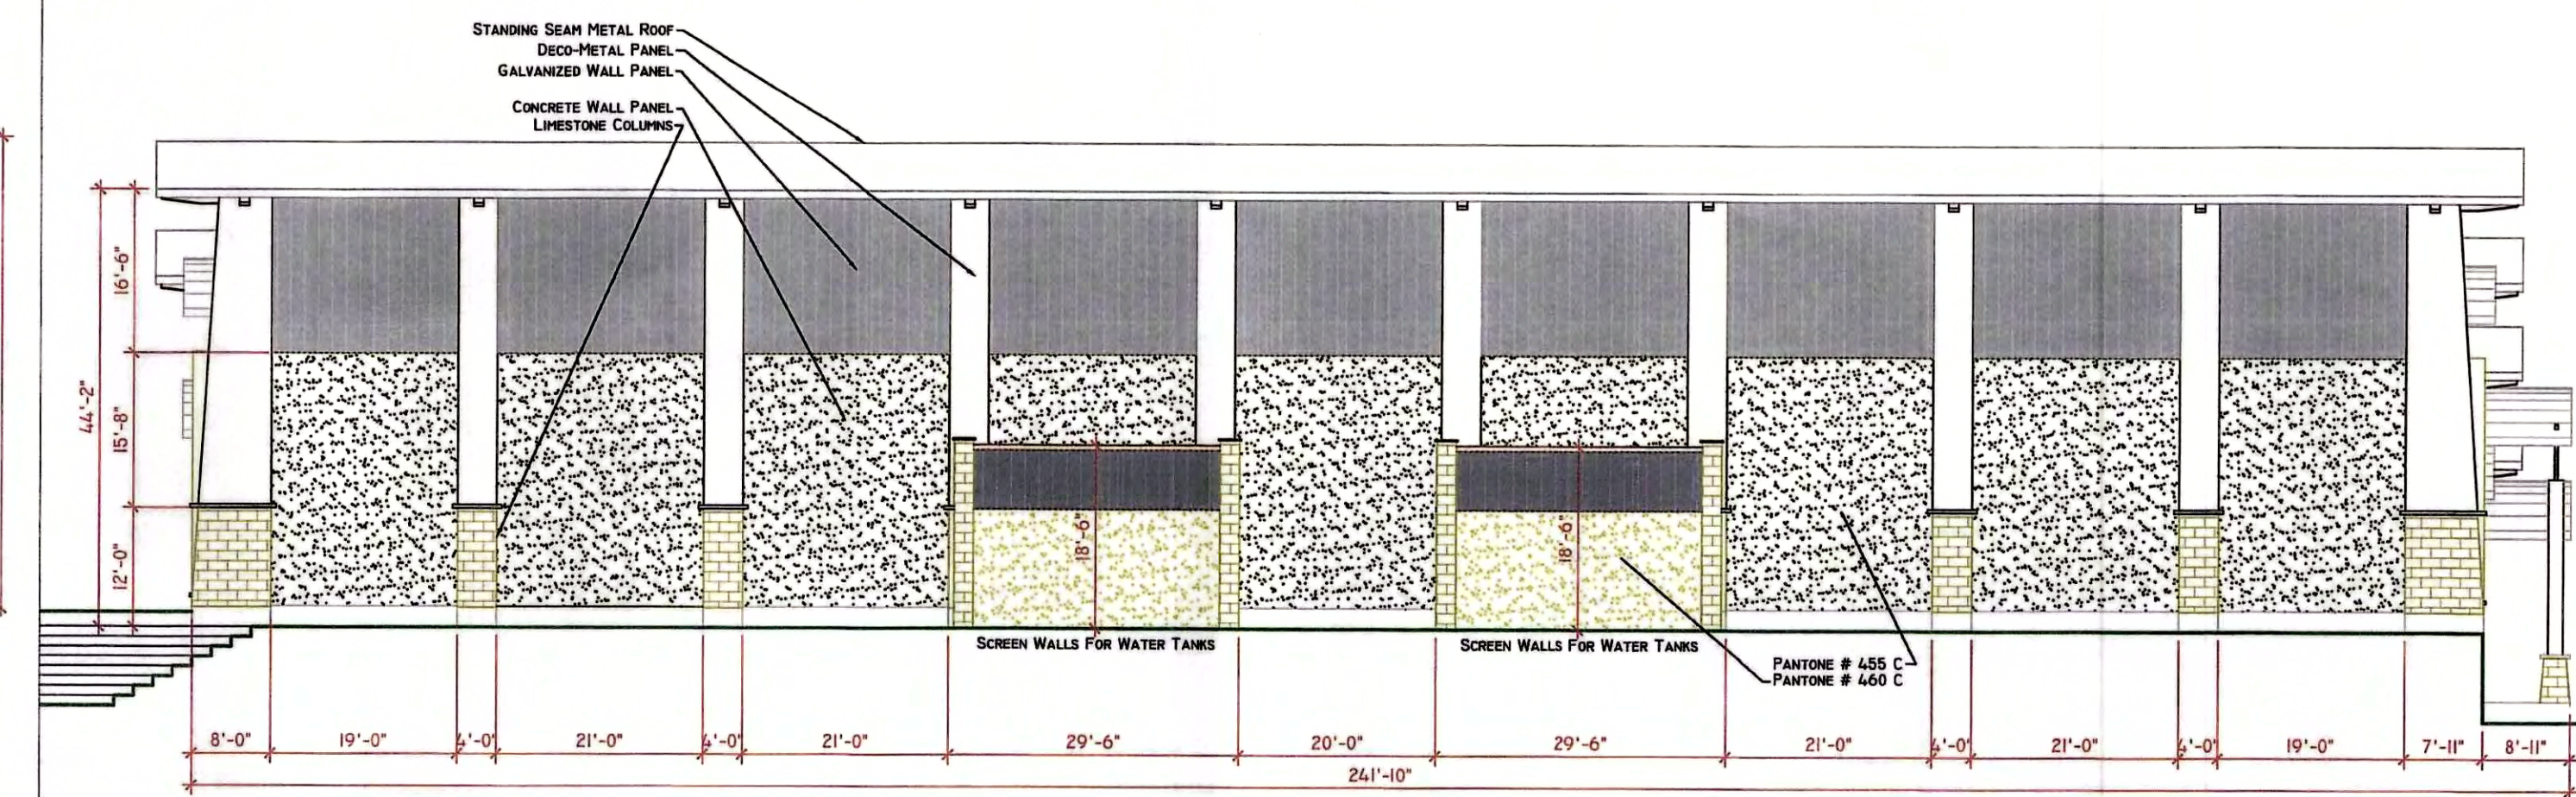 STANDING SEAM METAL ROOF
DECO-METAL PANEL
GALVANIZED WALL PANEL
CONCRETE WALL PANEL
LIMESTONE COLUMNS
44'-2"
16'-6"
15'-8"
12'-0"
18'-6"
18'-6"
SCREEN WALLS FOR WATER TANKS
SCREEN WALLS FOR WATER TANKS
PANTONE # 455 C
PANTONE # 460 C
8'-0" 19'-0" 4'-0" 21'-0" 4'-0" 21'-0" 29'-6" 20'-0" 29'-6" 21'-0" 4'-0" 21'-0" 4'-0" 19'-0" 7'-11" 8'-11"
241'-10"